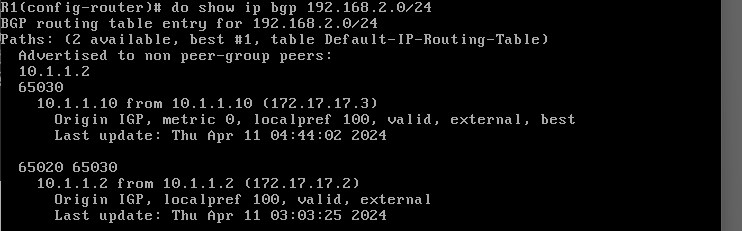 R1(config-router)# do show ip bgp 192.168.2.0/24
BGP routing table entry for 192.168.2.0/24
Paths: (2 available, best #1, table Default-IP-Routing-Table)
  Advertised to non peer-group peers:
  10.1.1.2
  65030
    10.1.1.10 from 10.1.1.10 (172.17.17.3)
      Origin IGP, metric 0, localpref 100, valid, external, best
      Last update: Thu Apr 11 04:44:02 2024

  65020 65030
    10.1.1.2 from 10.1.1.2 (172.17.17.2)
      Origin IGP, localpref 100, valid, external
      Last update: Thu Apr 11 03:03:25 2024